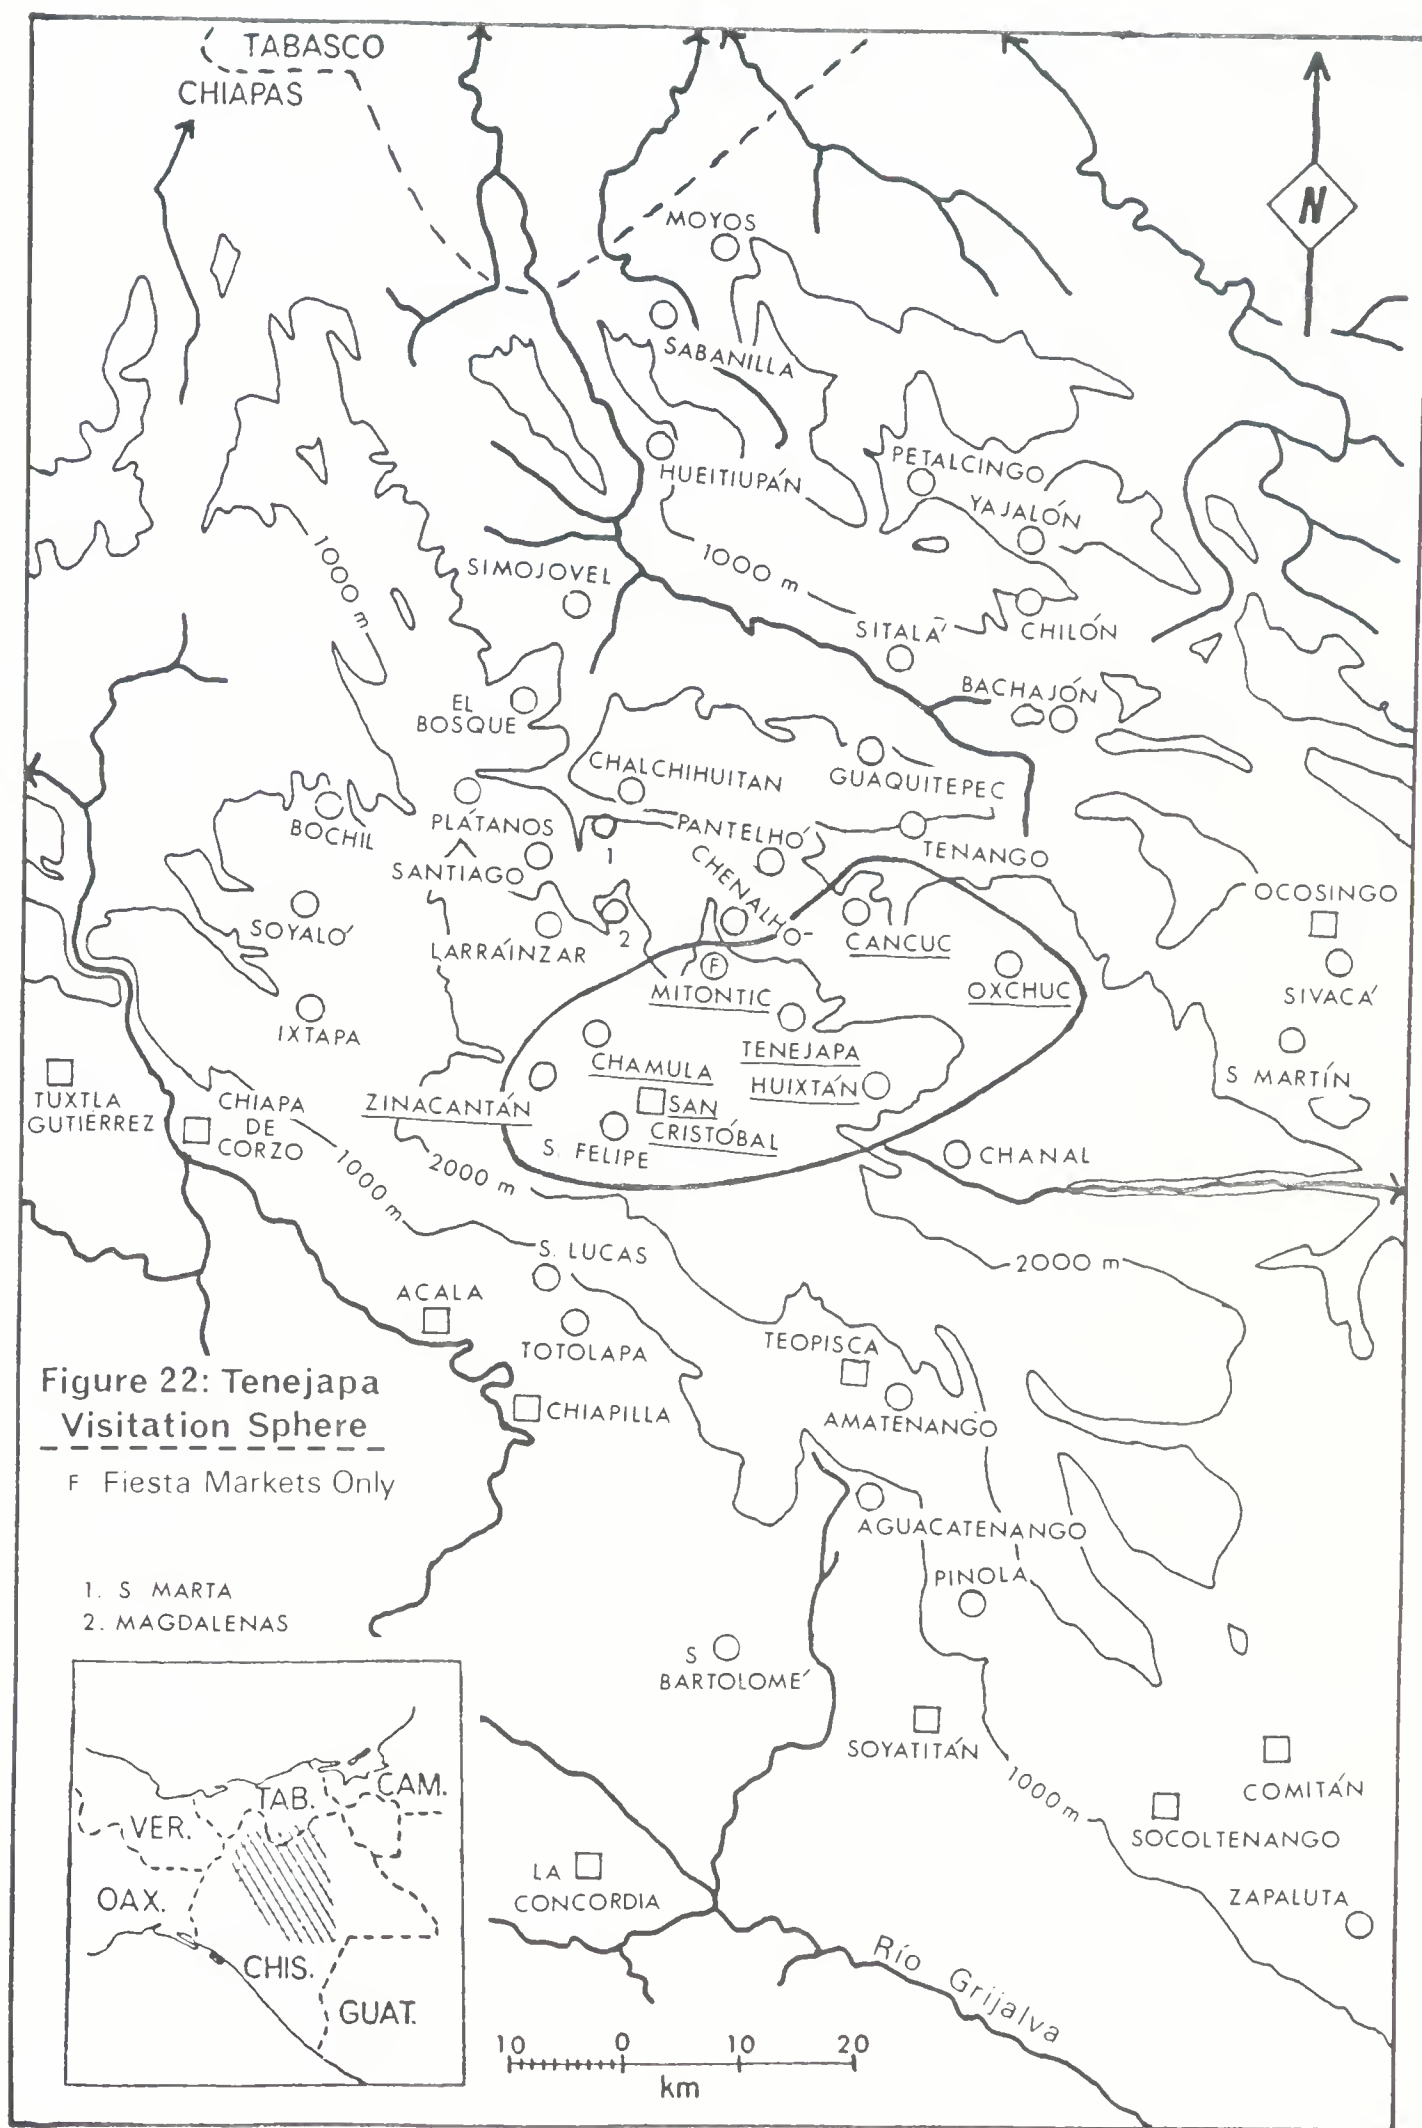 TABASCO
CHIAPAS
N
MOYOS
SABANILLA
HUEITIUPÁN
PETALCINGO
YAJALÓN
1000 m
1000 m
SIMOJOVEL
SITALÁ
CHILÓN
BACHAJÓN
EL
BOSQUE
CHALCHIHUITAN
GUAQUITEPEC
BOCHIL
PLÁTANOS
1
PANTELHÓ
TENANGO
SANTIAGO
CHENALHÓ
OCOSINGO
SOYALÓ
LARRAÍNZAR
2
CANCUC
F
MITONTIC
OXCHUC
SIVACÁ
IXTAPA
TENEJAPA
CHAMULA
HUIXTÁN
S MARTÍN
TUXTLA
GUTIÉRREZ
CHIAPA
DE
CORZO
ZINACANTÁN
SAN
CRISTÓBAL
S. FELIPE
CHANAL
1000 m
2000 m
S. LUCAS
2000 m
ACALA
TOTOLAPA
TEOPISCA
CHIAPILLA
AMATENANGO
Figure 22: Tenejapa
Visitation Sphere
F Fiesta Markets Only
AGUACATENANGO
PINOLA
1. S MARTA
2. MAGDALENAS
S
BARTOLOMÉ
SOYATITÁN
1000 m
COMITÁN
SOCOLTENANGO
CAM.
TAB.
VER.
OAX.
CHIS.
GUAT.
LA
CONCORDIA
ZAPALUTA
Río Grijalva
10 0 10 20
km